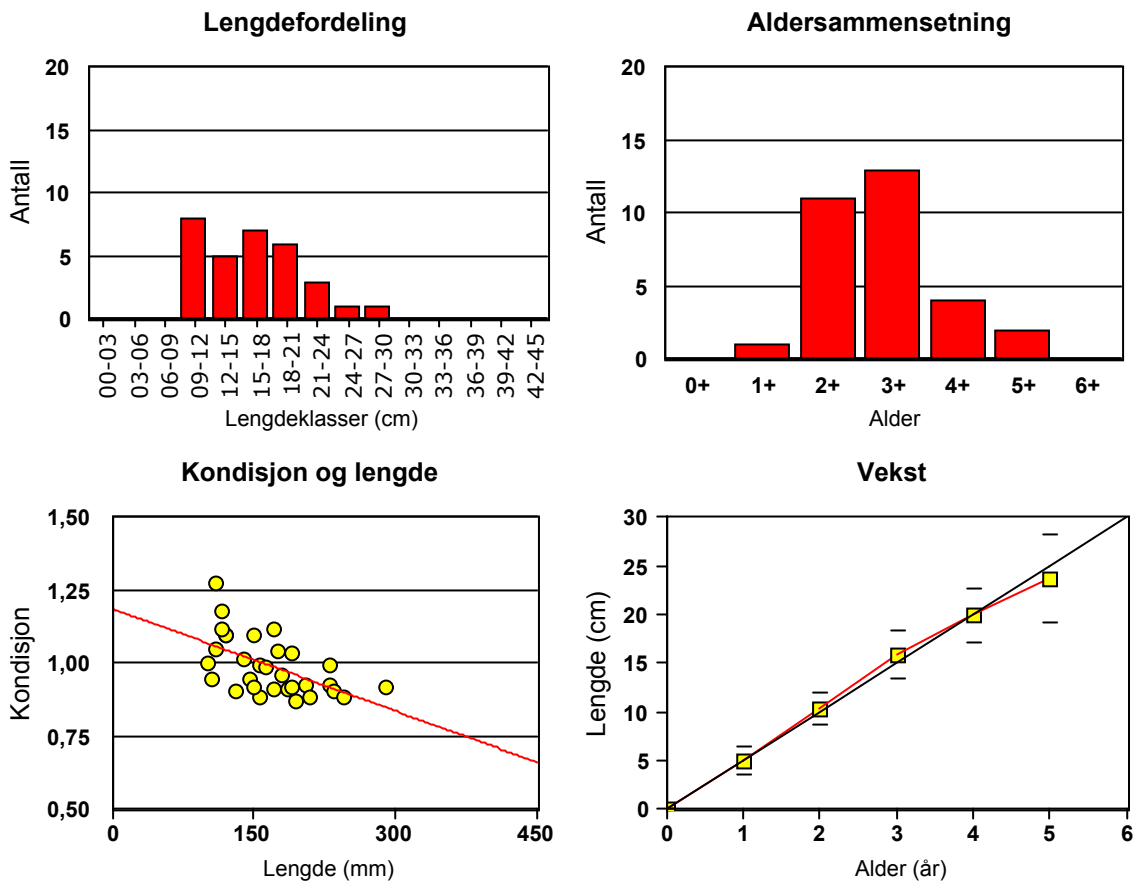 Lengdefordeling
20
15
10
5
0
Antall
00-03
03-06
06-09
09-12
12-15
15-18
18-21
21-24
24-27
27-30
30-33
33-36
36-39
39-42
42-45
Lengdeklasser (cm)
Aldersammensetning
20
15
10
5
0
Antall
0+ 1+ 2+ 3+ 4+ 5+ 6+
Alder
Kondisjon og lengde
1,50
1,25
1,00
0,75
0,50
Kondisjon
0 150 300 450
Lengde (mm)
Vekst
30
25
20
15
10
5
0
Lengde (cm)
0 1 2 3 4 5 6
Alder (år)